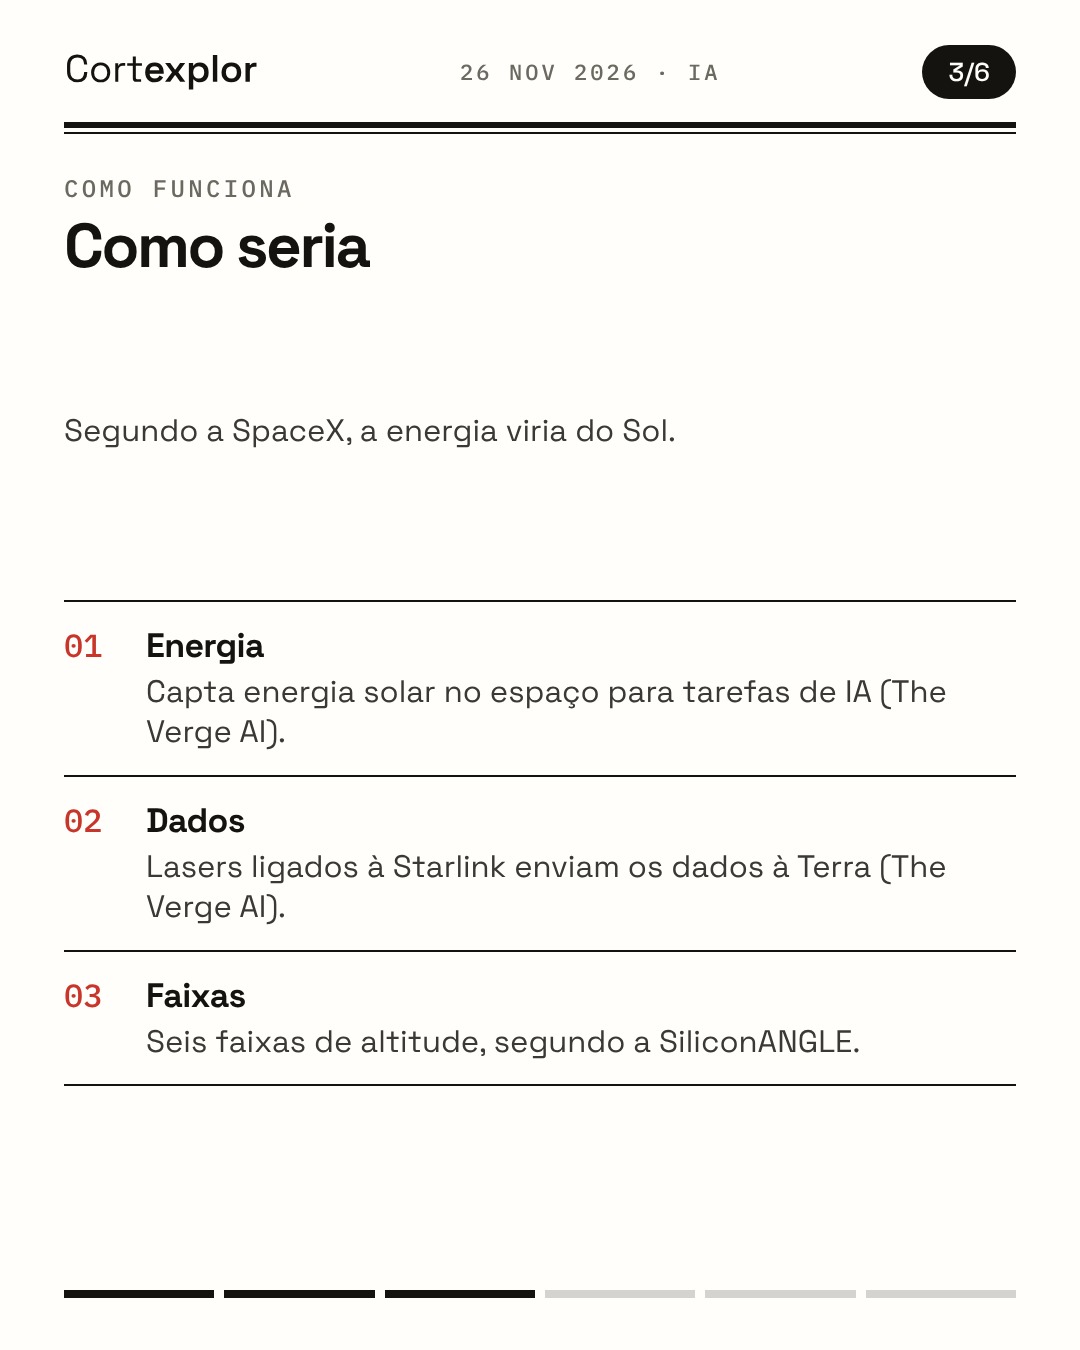 Cortexplor
26 NOV 2026 · IA
3/6
COMO FUNCIONA
Como seria
Segundo a SpaceX, a energia viria do Sol.
01 Energia
Capta energia solar no espaço para tarefas de IA (The
Verge AI).
02 Dados
Lasers ligados à Starlink enviam os dados à Terra (The
Verge AI).
03 Faixas
Seis faixas de altitude, segundo a SiliconANGLE.